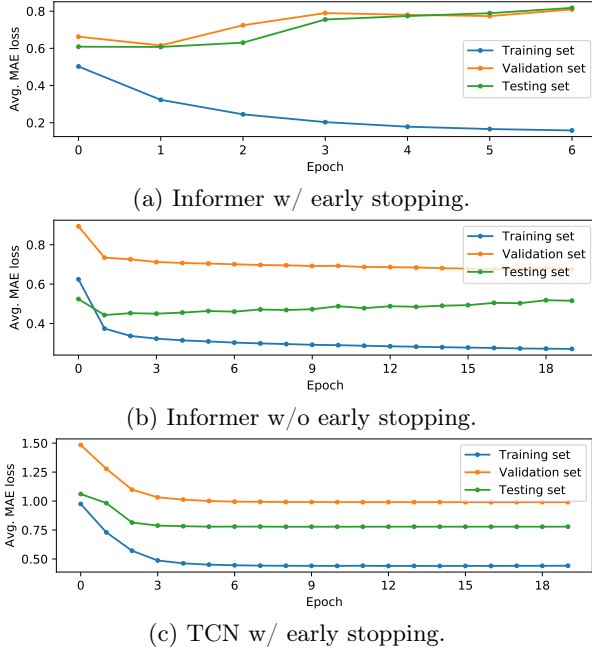 0.8
0.6
0.4
0.2
Avg. MAE loss
Training set
Validation set
Testing set
0 1 2 3 4 5 6
Epoch
(a) Informer w/ early stopping.
0.8
0.6
0.4
Avg. MAE loss
Training set
Validation set
Testing set
0 3 6 9 12 15 18
Epoch
(b) Informer w/o early stopping.
1.50
1.25
1.00
0.75
0.50
Avg. MAE loss
Training set
Validation set
Testing set
0 3 6 9 12 15 18
Epoch
(c) TCN w/ early stopping.